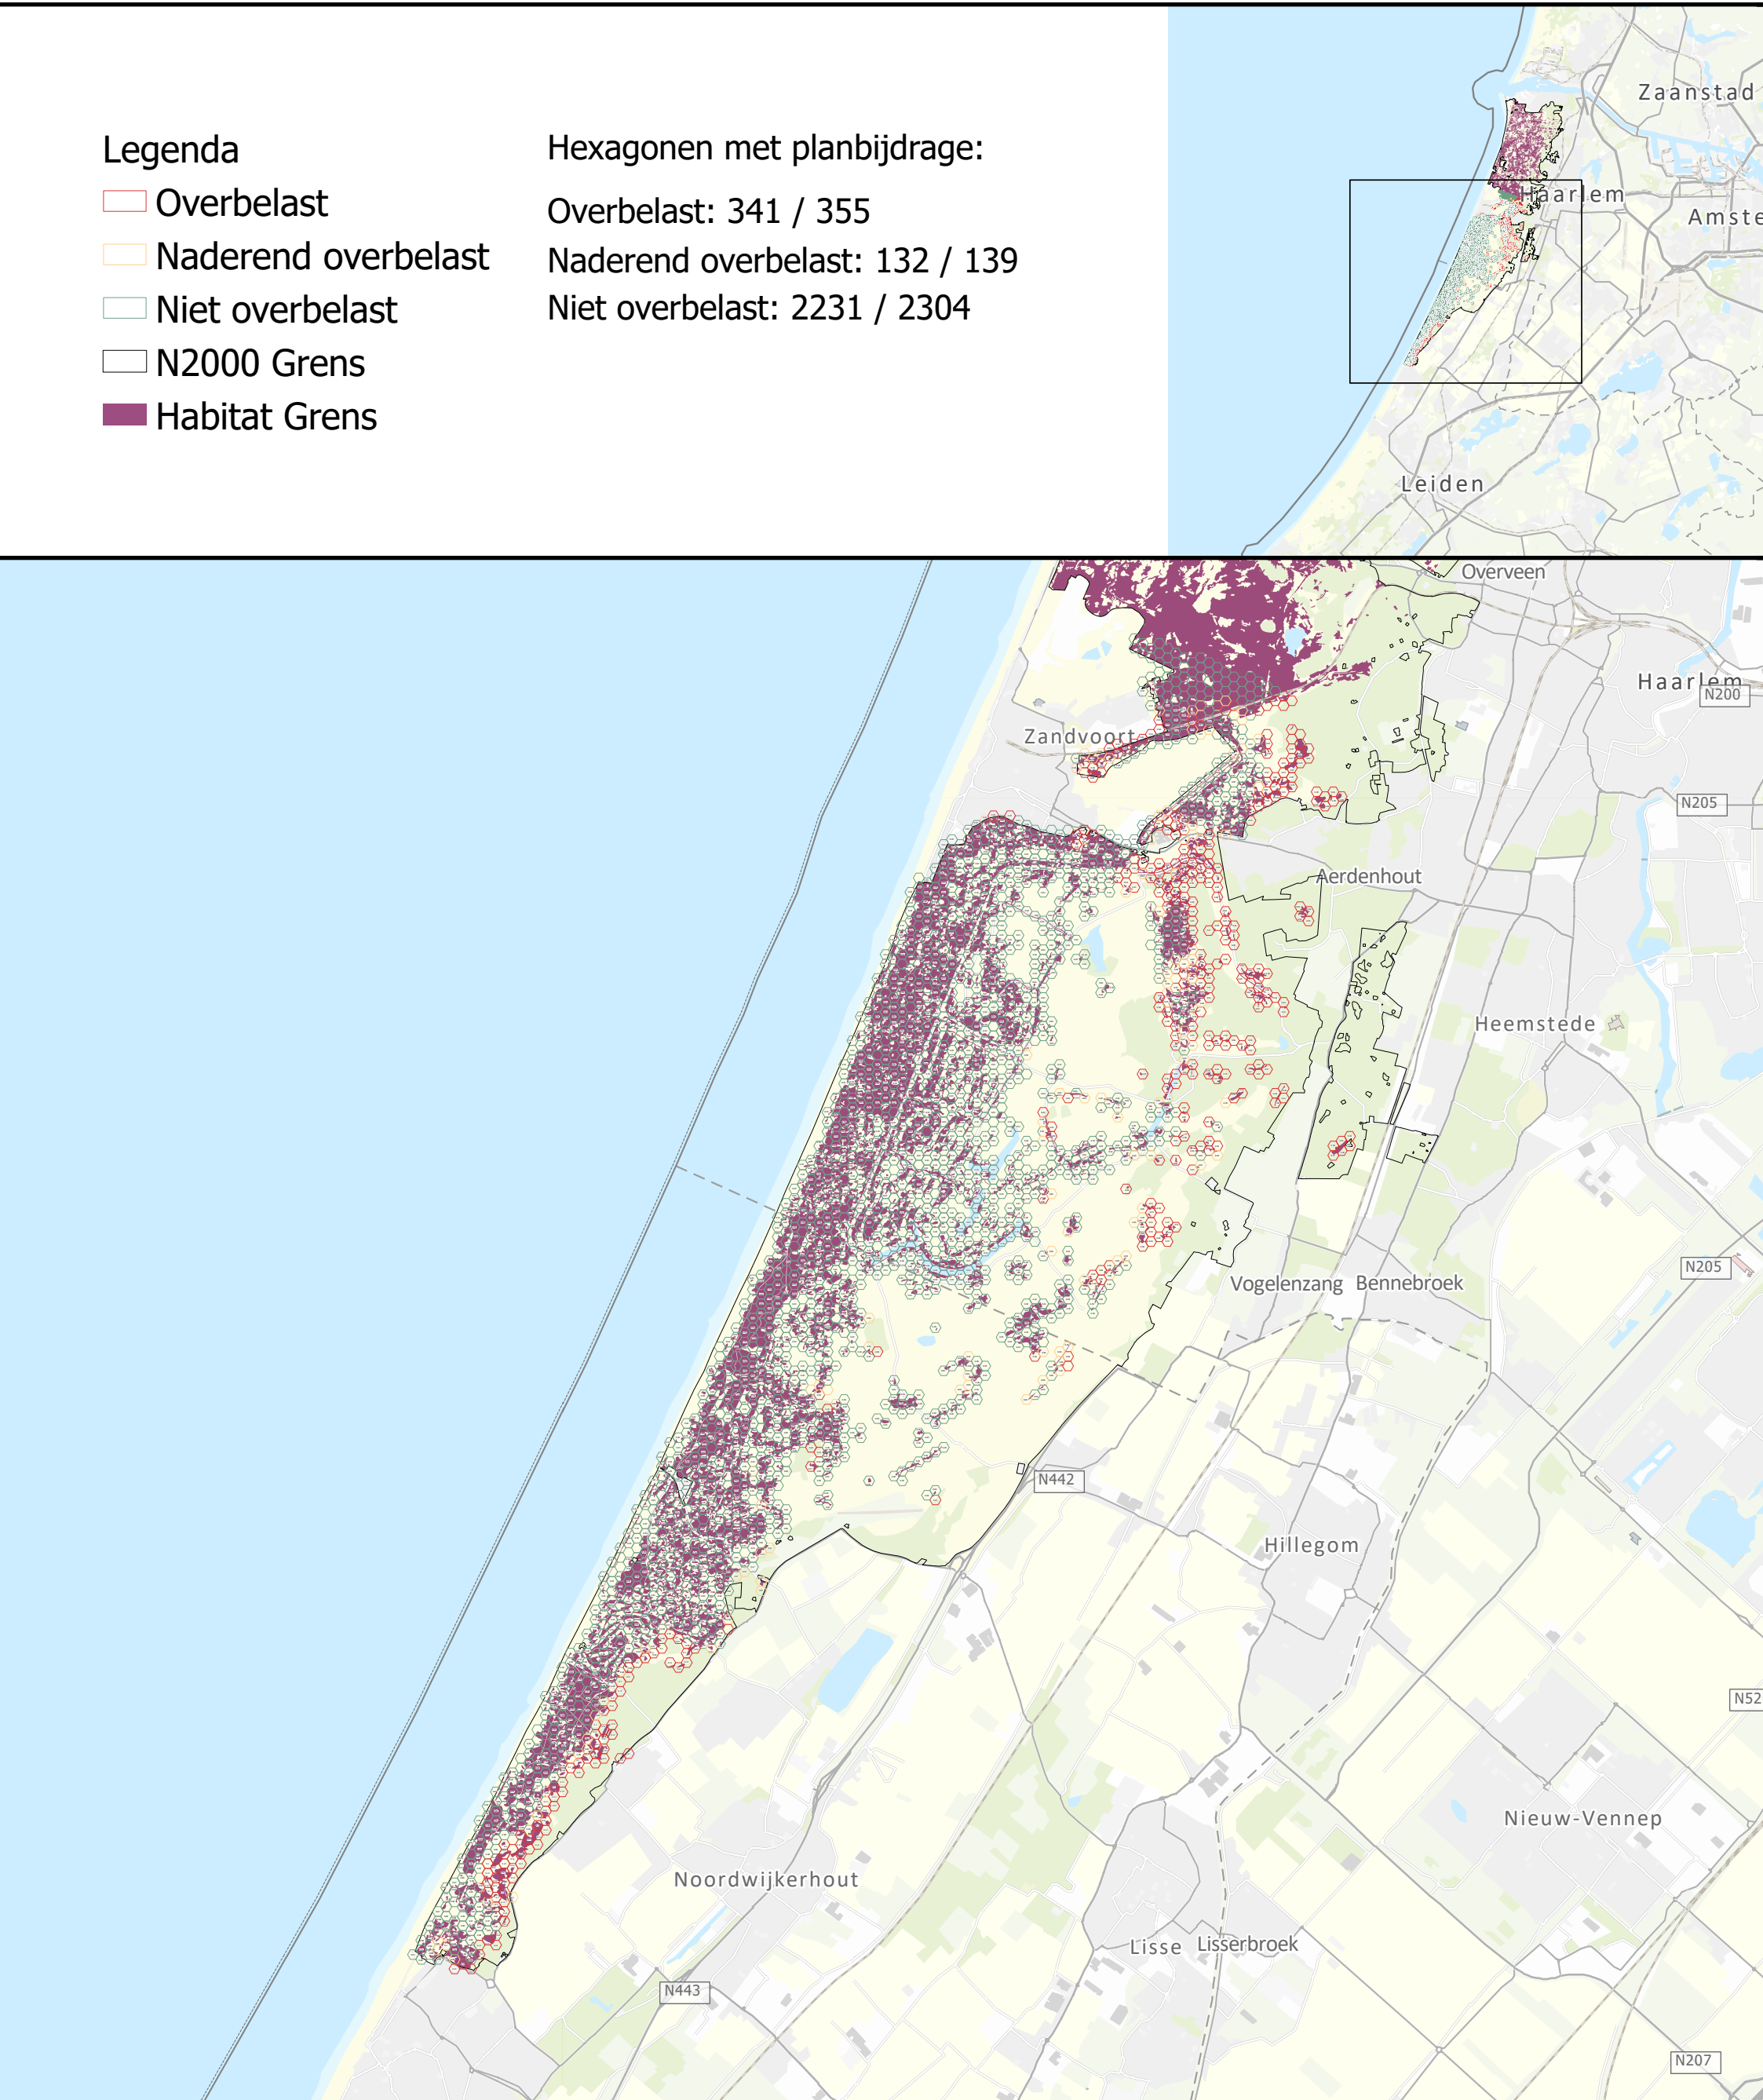 Legenda
Overbelast
Naderend overbelast
Niet overbelast
N2000 Grens
Habitat Grens
Hexagonen met planbijdrage:
Overbelast: 341 / 355
Naderend overbelast: 132 / 139
Niet overbelast: 2231 / 2304
Zaanstad
Haarlem
Amste
Leiden
Overveen
Haarlem
N200
Zandvoort
N205
Aerdenhout
Heemstede
N205
Vogelenzang
Bennebroek
N442
Hillegom
N52
Nieuw-Vennep
Noordwijkerhout
Lisse
Lisserbroek
N443
N207